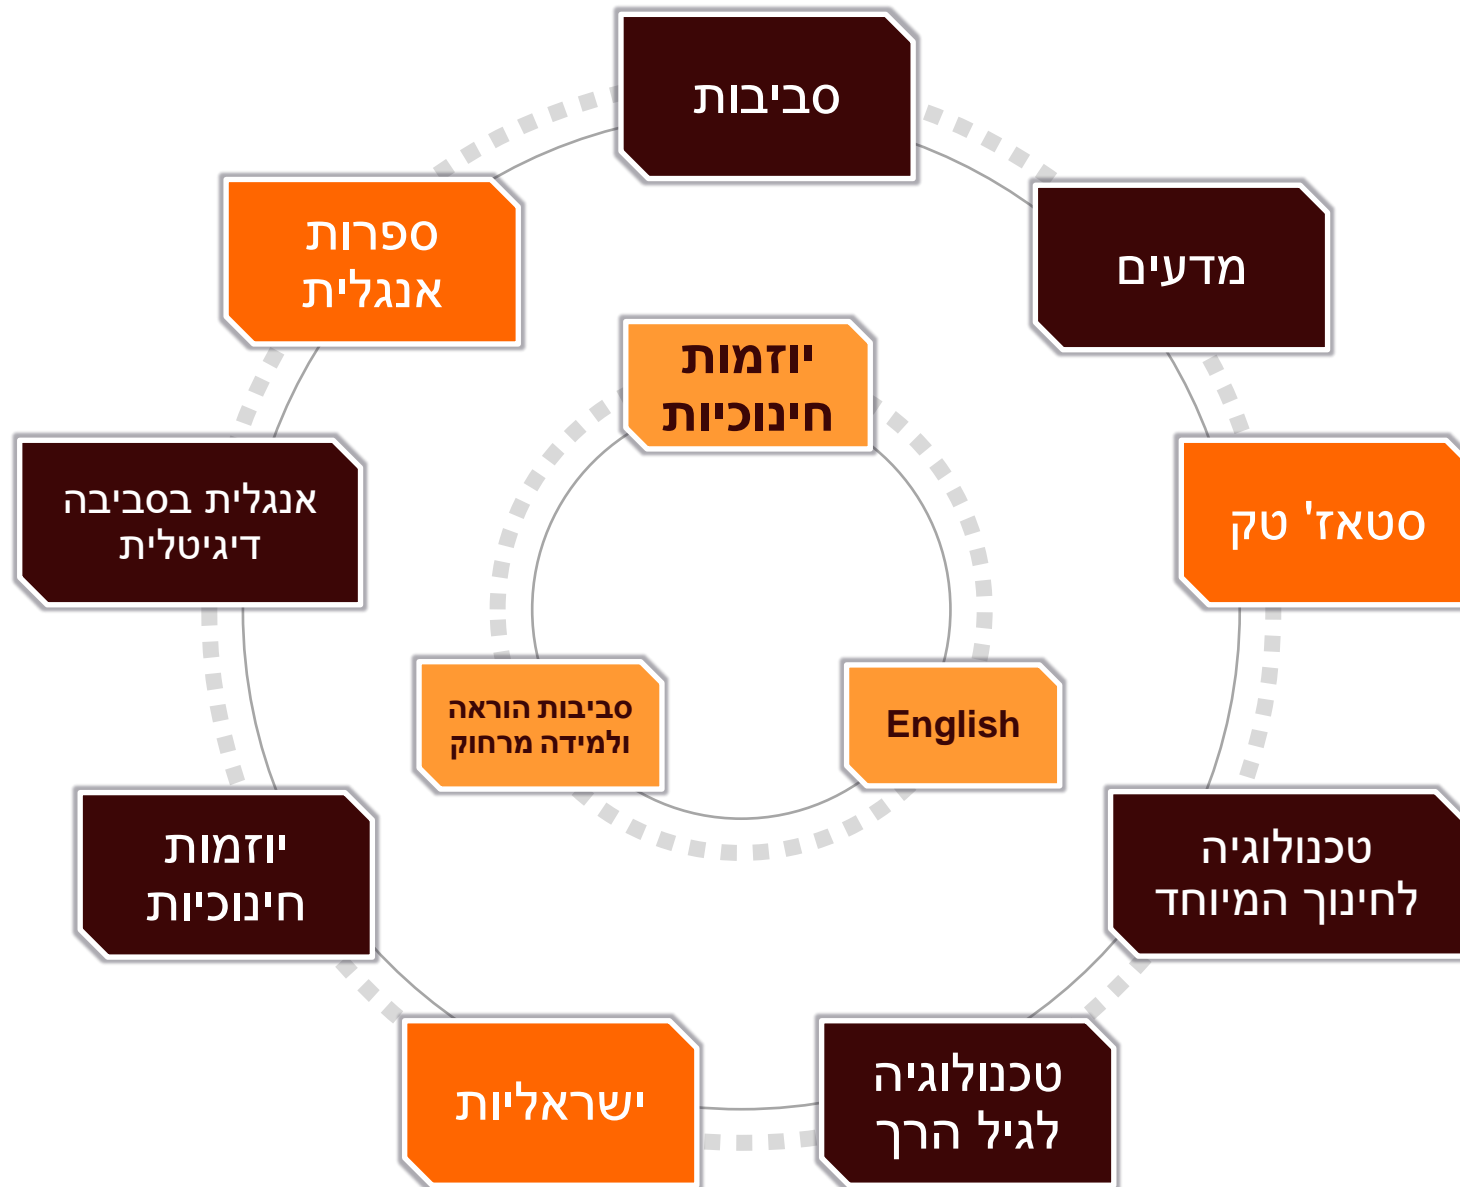 סביבות
מדעים
סטאז' טק
טכנולוגיה
לחינוך המיוחד
טכנולוגיה
לגיל הרך
ישראליות
יוזמות
חינוכיות
אנגלית בסביבה
דיגיטלית
ספרות
אנגלית
יוזמות
חינוכיות
English
סביבות הוראה
ולמידה מרחוק